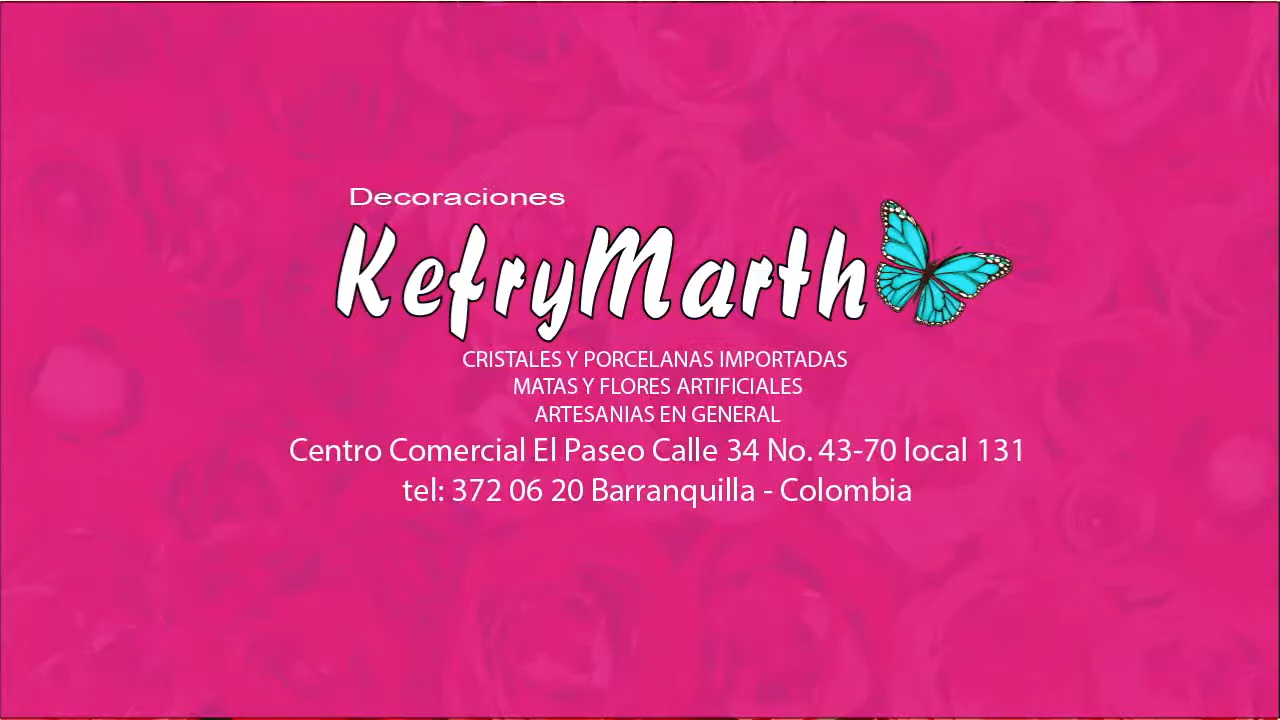 Decoraciones
KefryMarth
CRISTALES Y PORCELANAS IMPORTADAS
MATAS Y FLORES ARTIFICIALES
ARTESANIAS EN GENERAL
Centro Comercial El Paseo Calle 34 No. 43-70 local 131
tel: 372 06 20 Barranquilla - Colombia